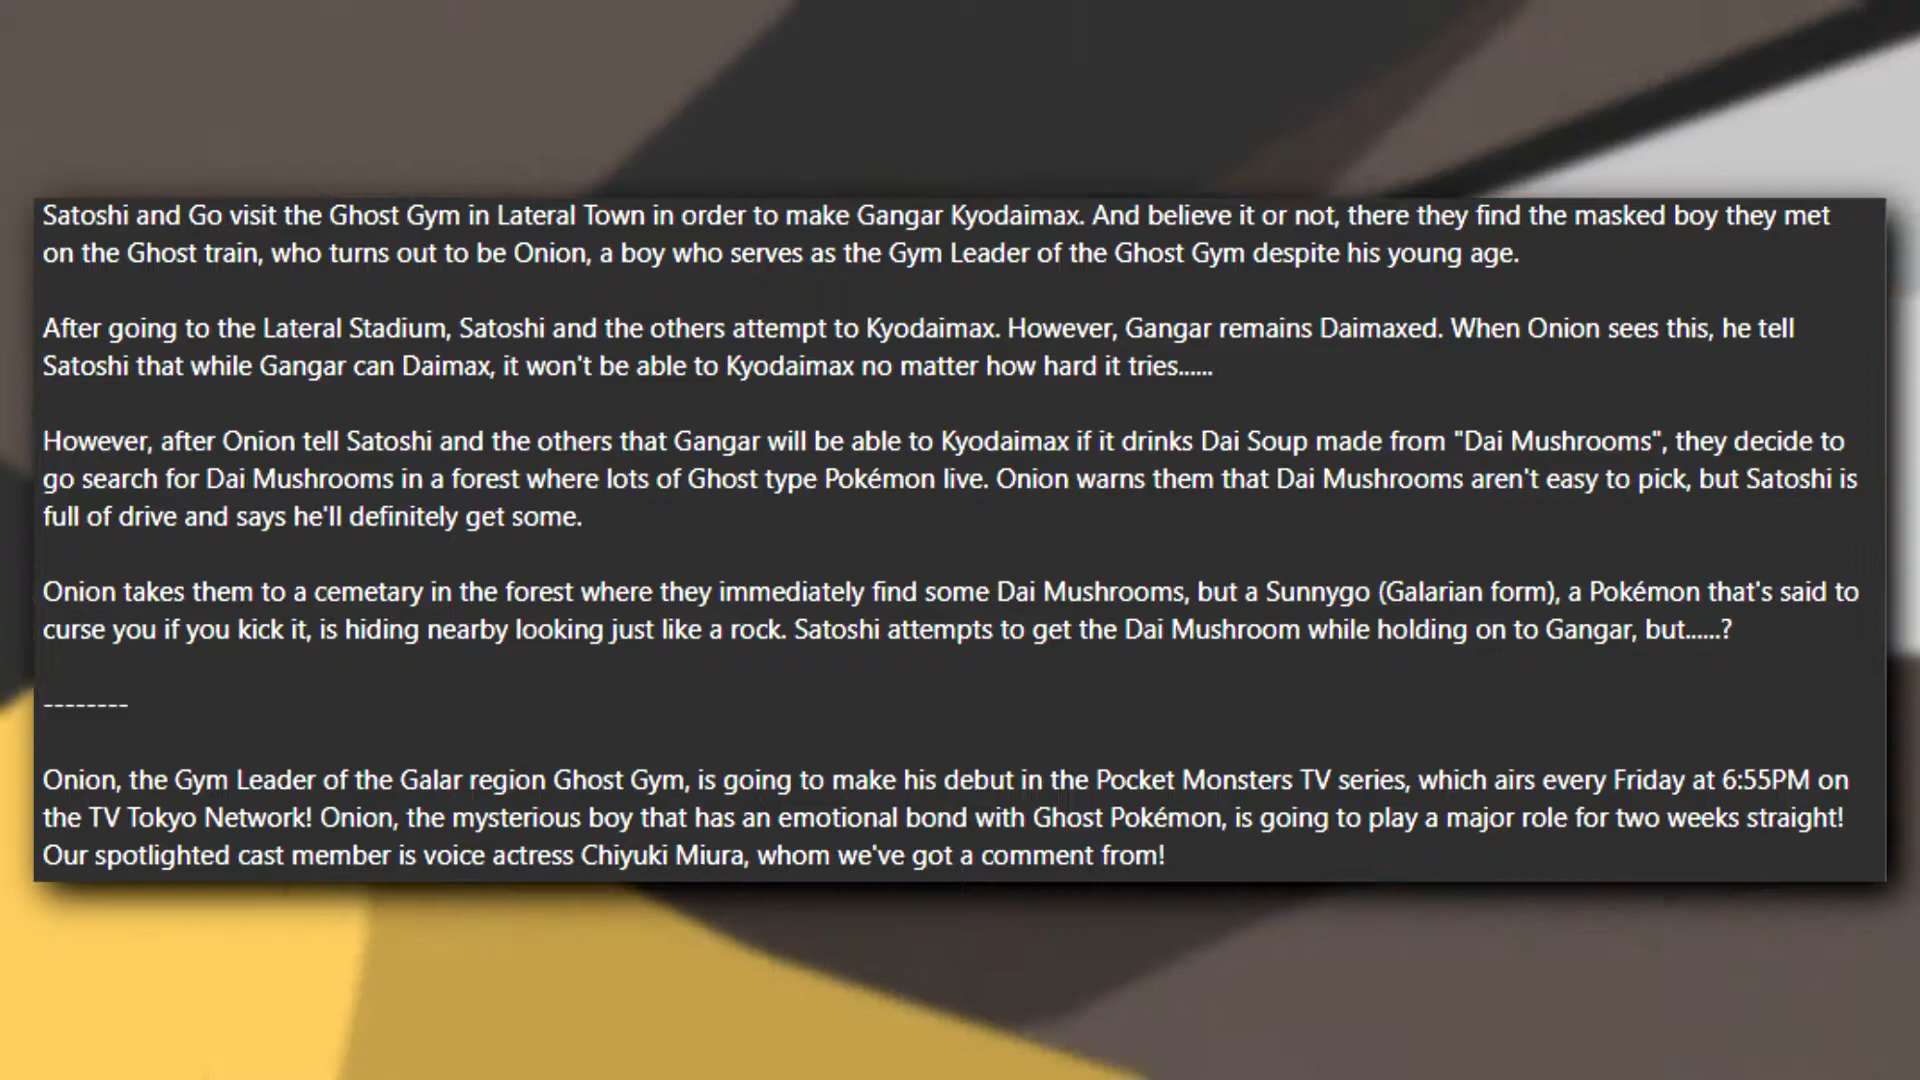 Satoshi and Go visit the Ghost Gym in Lateral Town in order to make Gangar Kyodaimax. And believe it or not, there they find the masked boy they met
on the Ghost train, who turns out to be Onion, a boy who serves as the Gym Leader of the Ghost Gym despite his young age.
After going to the Lateral Stadium, Satoshi and the others attempt to Kyodaimax. However, Gangar remains Daimaxed. When Onion sees this, he tell
Satoshi that while Gangar can Daimax, it won't be able to Kyodaimax no matter how hard it tries......
However, after Onion tell Satoshi and the others that Gangar will be able to Kyodaimax if it drinks Dai Soup made from "Dai Mushrooms", they decide to
go search for Dai Mushrooms in a forest where lots of Ghost type Pokémon live. Onion warns them that Dai Mushrooms aren't easy to pick, but Satoshi is
full of drive and says he'll definitely get some.
Onion takes them to a cemetary in the forest where they immediately find some Dai Mushrooms, but a Sunnygo (Galarian form), a Pokémon that's said to
curse you if you kick it, is hiding nearby looking just like a rock. Satoshi attempts to get the Dai Mushroom while holding on to Gangar, but......?
--------
Onion, the Gym Leader of the Galar region Ghost Gym, is going to make his debut in the Pocket Monsters TV series, which airs every Friday at 6:55PM on
the TV Tokyo Network! Onion, the mysterious boy that has an emotional bond with Ghost Pokémon, is going to play a major role for two weeks straight!
Our spotlighted cast member is voice actress Chiyuki Miura, whom we've got a comment from!